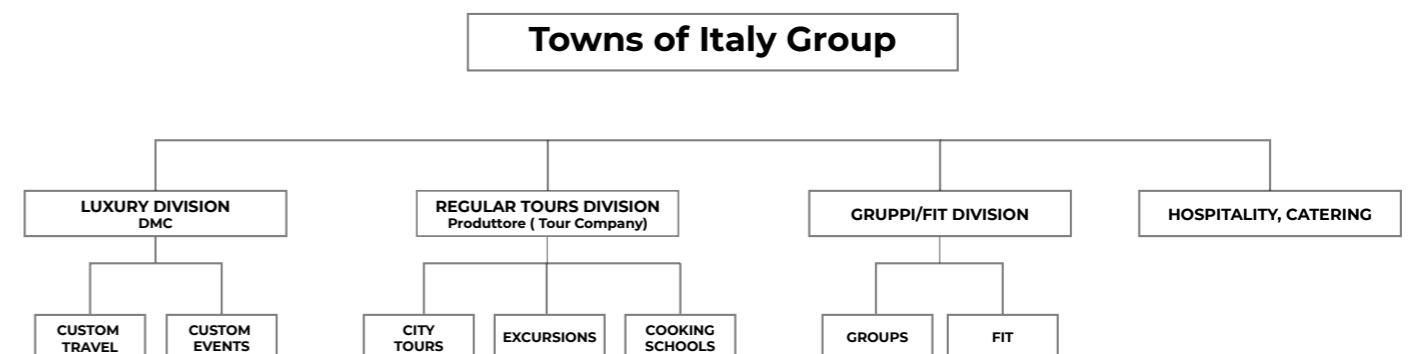 Towns of Italy Group
LUXURY DIVISION
DMC
REGULAR TOURS DIVISION
Produttore ( Tour Company)
GRUPPI/FIT DIVISION
HOSPITALITY, CATERING
CUSTOM
TRAVEL
CUSTOM
EVENTS
CITY
TOURS
EXCURSIONS
COOKING
SCHOOLS
GROUPS
FIT